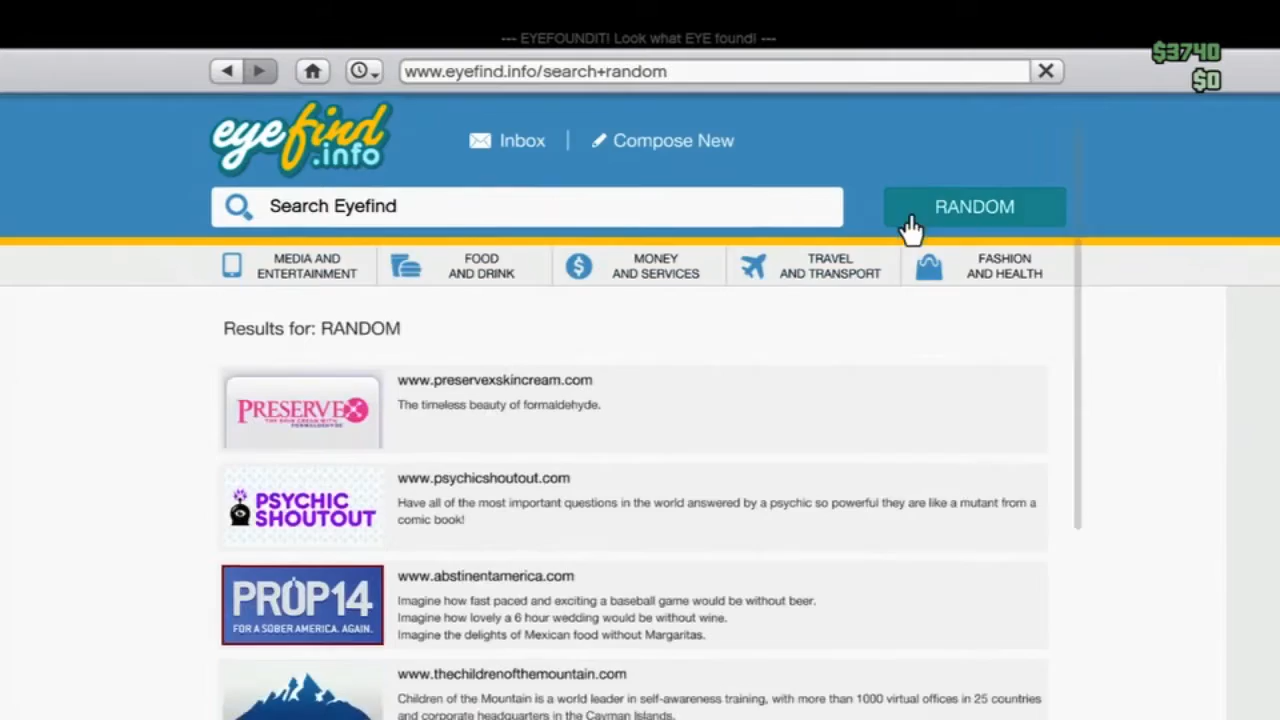 --- EYEFOUNDIT! Look what EYE found! ---
$3740
www.eyefind.info/search+random
$0
eyefind
.info
Inbox
Compose New
Search Eyefind
RANDOM
MEDIA AND
ENTERTAINMENT
FOOD
AND DRINK
MONEY
AND SERVICES
TRAVEL
AND TRANSPORT
FASHION
AND HEALTH
Results for: RANDOM
PRESERVEX
THE SKIN CREAM WITH
FORMALDEHYDE
www.preservexskincream.com
The timeless beauty of formaldehyde.
PSYCHIC
SHOUTOUT
www.psychicshoutout.com
Have all of the most important questions in the world answered by a psychic so powerful they are like a mutant from a
comic book!
PROP14
FOR A SOBER AMERICA. AGAIN.
www.abstinentamerica.com
Imagine how fast paced and exciting a baseball game would be without beer.
Imagine how lovely a 6 hour wedding would be without wine.
Imagine the delights of Mexican food without Margaritas.
www.thechildrenofthemountain.com
Children of the Mountain is a world leader in self-awareness training, with more than 1000 virtual offices in 25 countries
and corporate headquarters in the Cayman Islands.